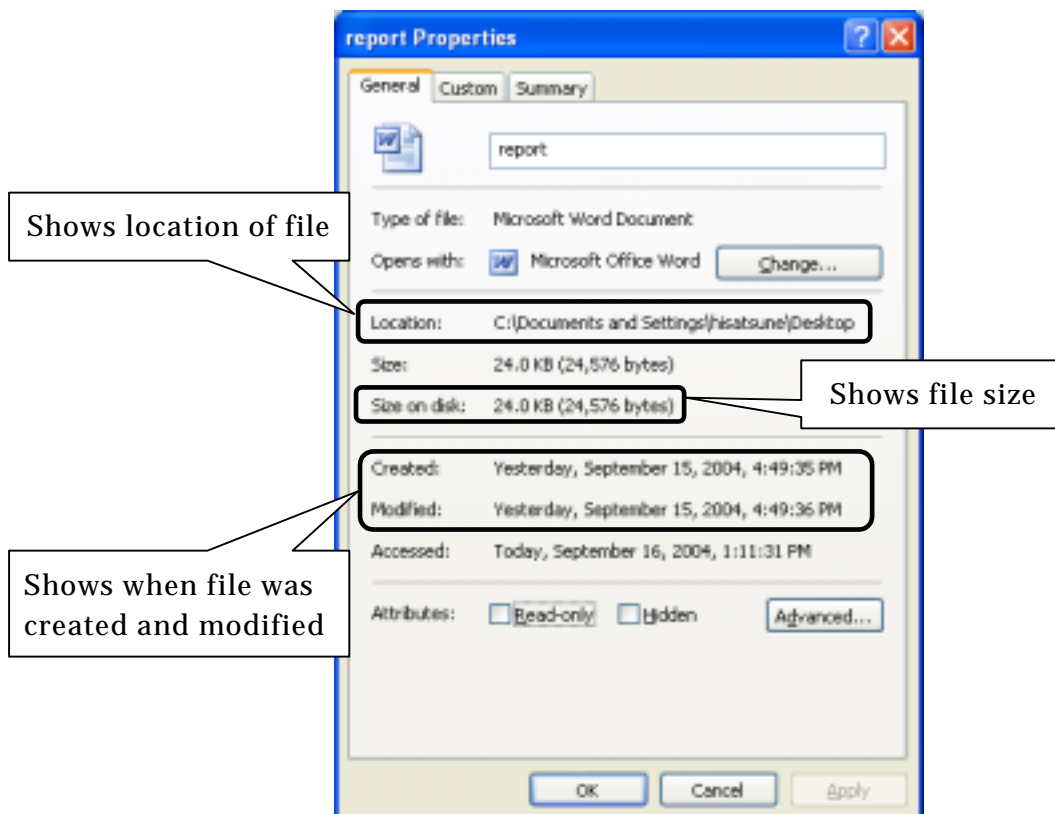 report Properties
General Custom Summary
report
Type of file: Microsoft Word Document
Opens with: Microsoft Office Word Change...
Location: C:\Documents and Settings\hisatsune\Desktop
Size: 24.0 KB (24,576 bytes)
Size on disk: 24.0 KB (24,576 bytes)
Created: Yesterday, September 15, 2004, 4:49:35 PM
Modified: Yesterday, September 15, 2004, 4:49:36 PM
Accessed: Today, September 16, 2004, 1:11:31 PM
Attributes: Read-only Hidden Advanced...
OK Cancel Apply
Shows location of file
Shows file size
Shows when file was
created and modified